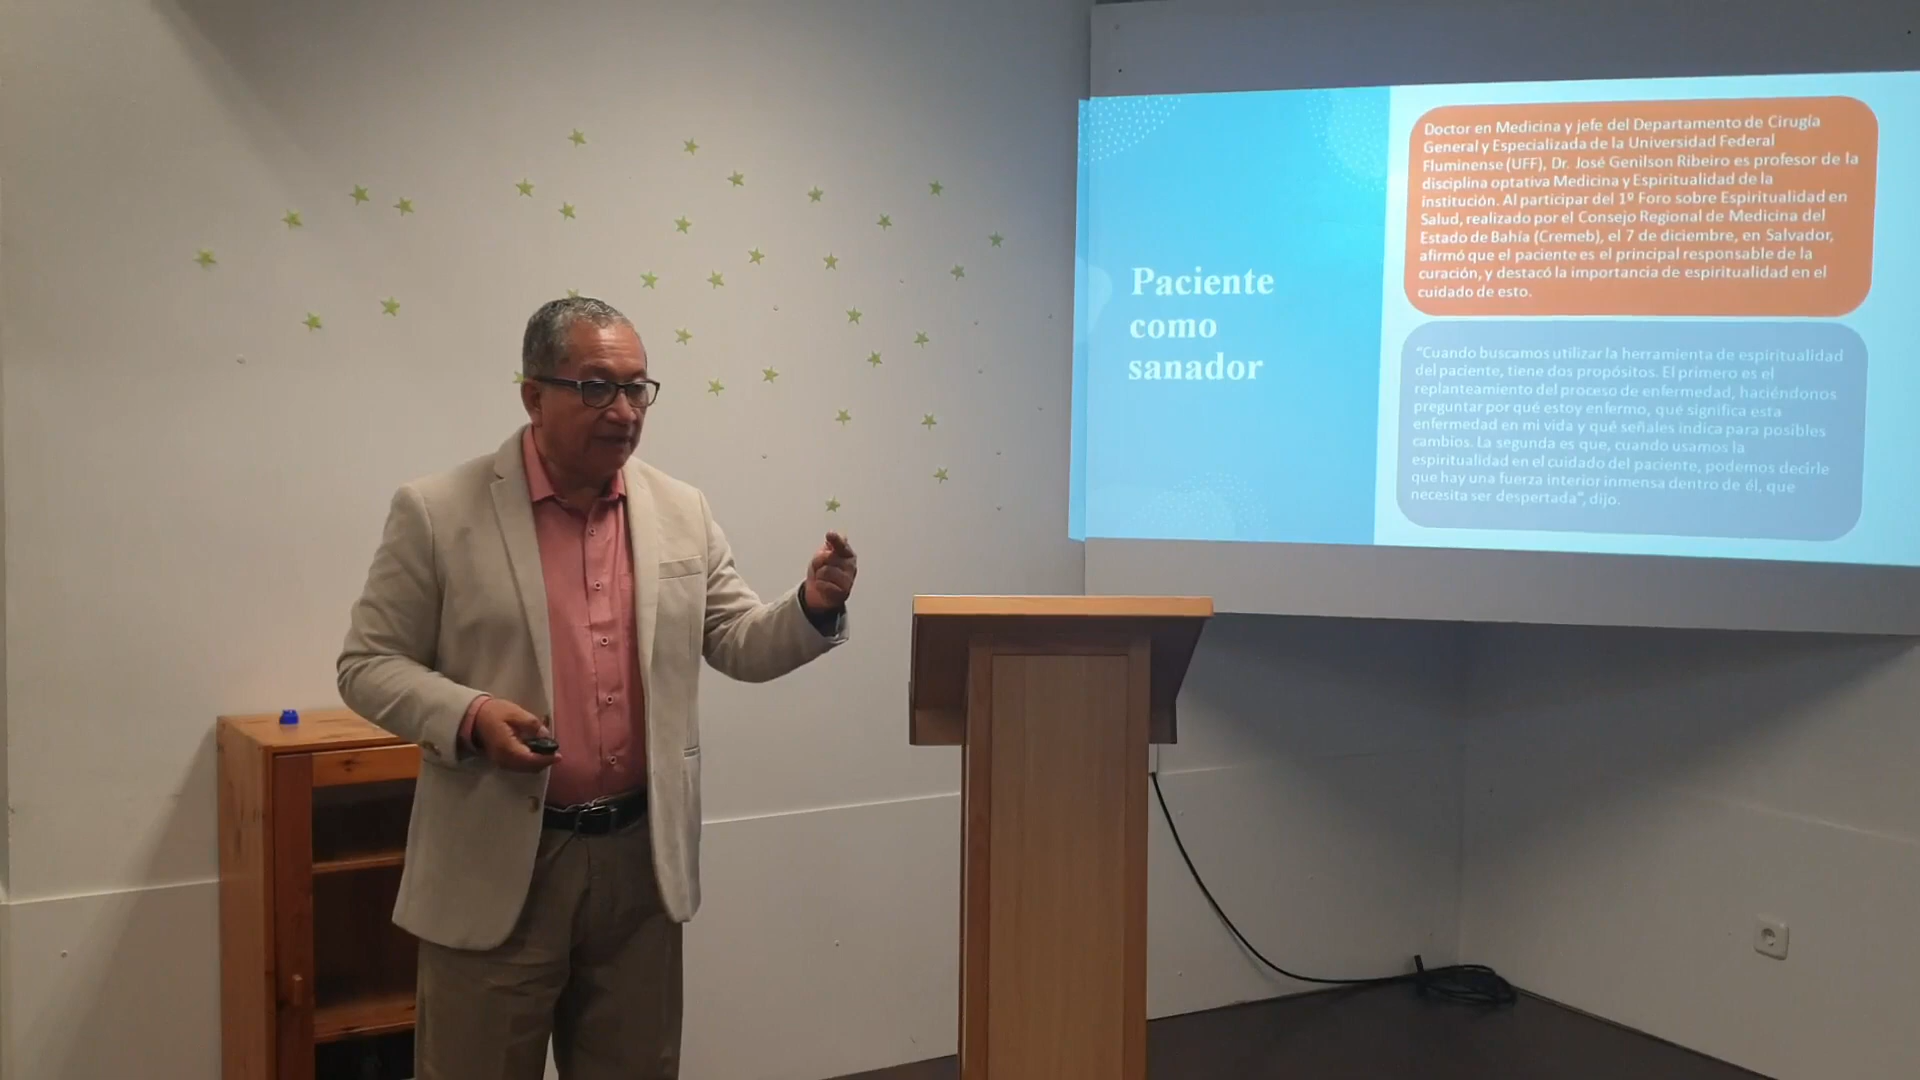 Paciente
como
sanador
Doctor en Medicina y jefe del Departamento de Cirugía
General y Especializada de la Universidad Federal
Fluminense (UFF), Dr. José Genilson Ribeiro es profesor de la
disciplina optativa Medicina y Espiritualidad de la
institución. Al participar del 1º Foro sobre Espiritualidad en
Salud, realizado por el Consejo Regional de Medicina del
Estado de Bahía (Cremeb), el 7 de diciembre, en Salvador,
afirmó que el paciente es el principal responsable de la
curación, y destacó la importancia de espiritualidad en el
cuidado de esto.
“Cuando buscamos utilizar la herramienta de espiritualidad
del paciente, tiene dos propósitos. El primero es el
replanteamiento del proceso de enfermedad, haciéndonos
preguntar por qué estoy enfermo, qué significa esta
enfermedad en mi vida y qué señales indica para posibles
cambios. La segunda es que, cuando usamos la
espiritualidad en el cuidado del paciente, podemos decirle
que hay una fuerza interior inmensa dentro de él, que
necesita ser despertada”, dijo.